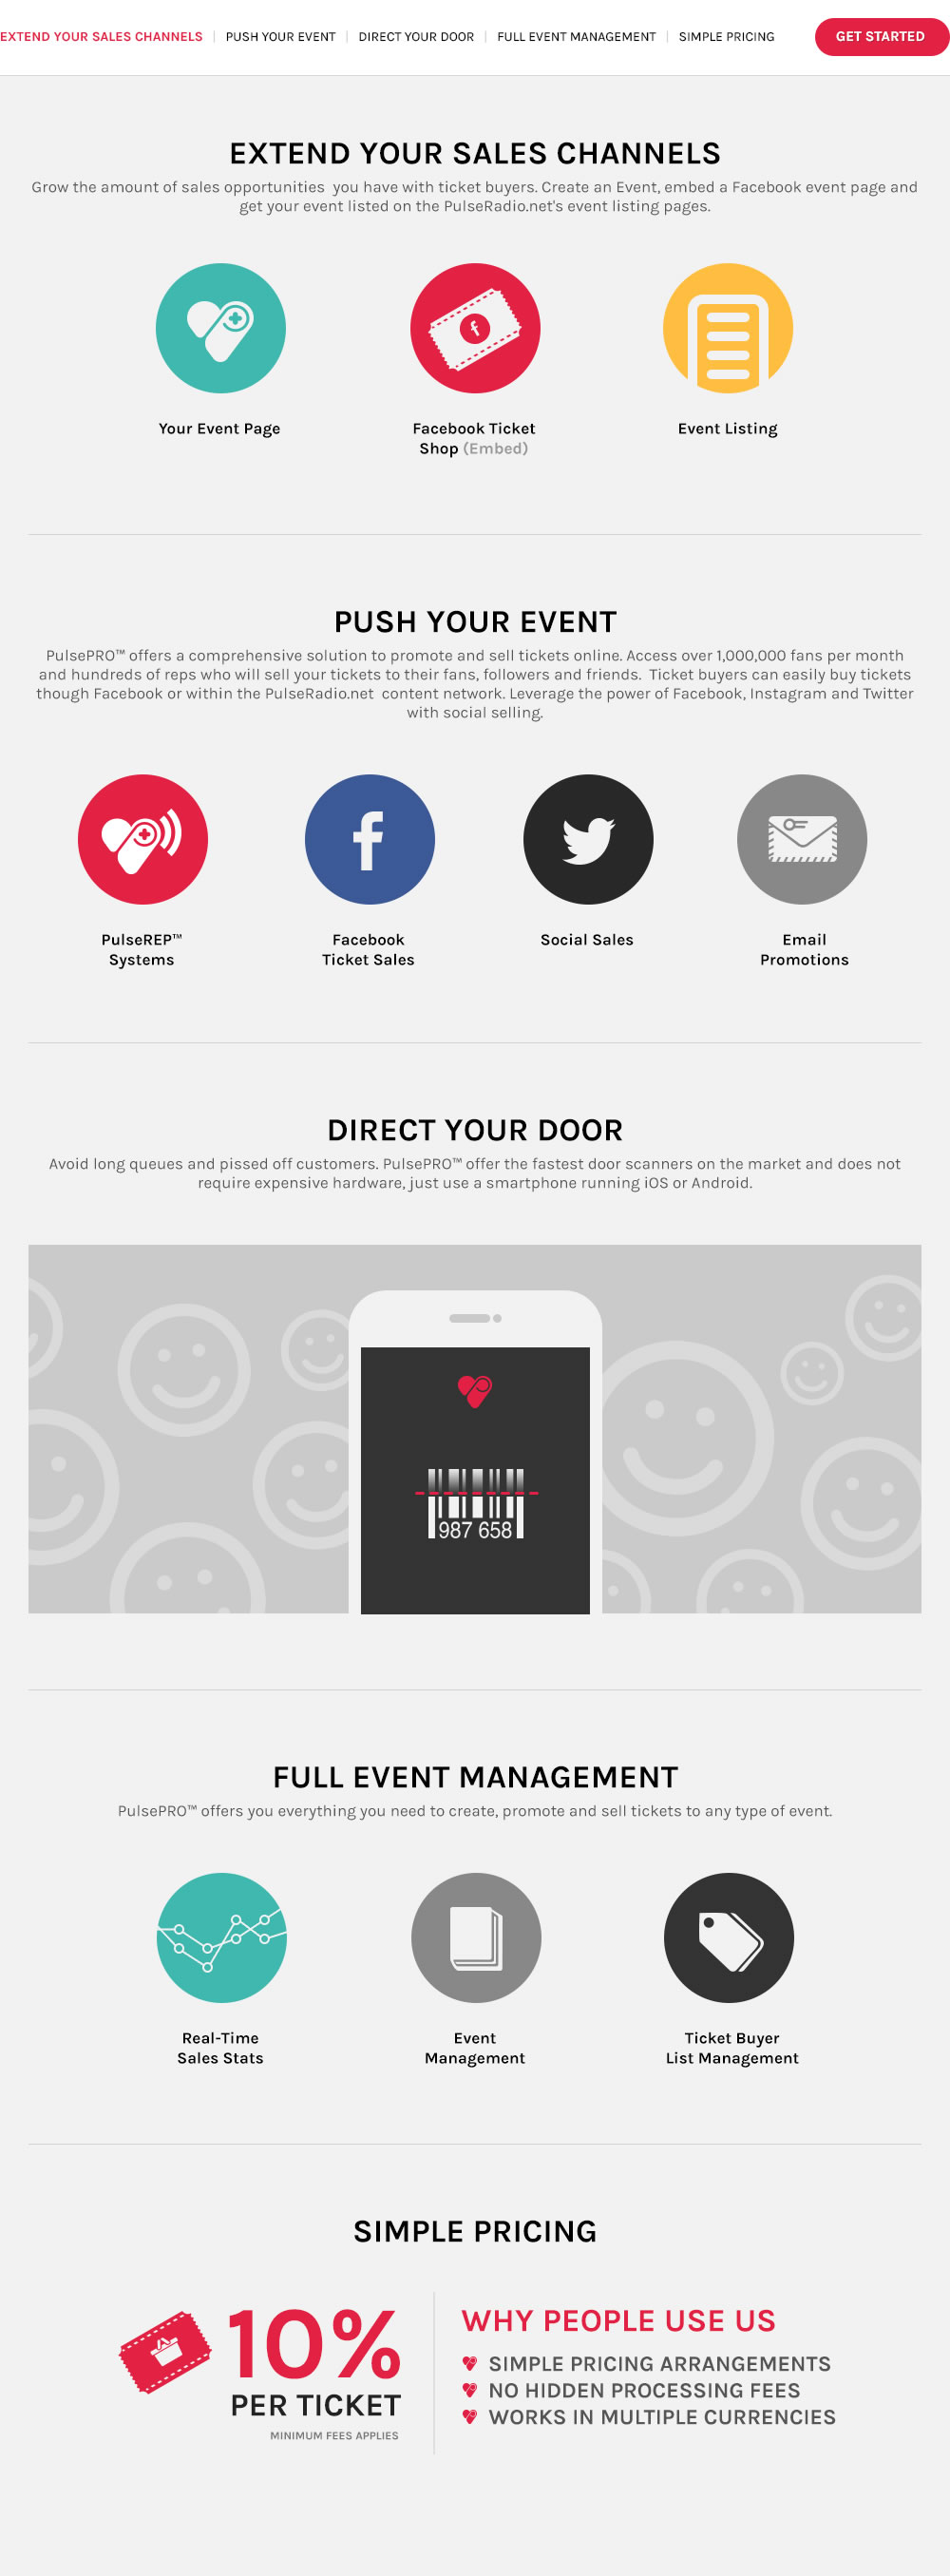 EXTEND YOUR SALES CHANNELS | PUSH YOUR EVENT | DIRECT YOUR DOOR | FULL EVENT MANAGEMENT | SIMPLE PRICING GET STARTED
EXTEND YOUR SALES CHANNELS
Grow the amount of sales opportunities you have with ticket buyers. Create an Event, embed a Facebook event page and
get your event listed on the PulseRadio.net's event listing pages.
Your Event Page
Facebook Ticket
Shop (Embed)
Event Listing
PUSH YOUR EVENT
PulsePRO™ offers a comprehensive solution to promote and sell tickets online. Access over 1,000,000 fans per month
and hundreds of reps who will sell your tickets to their fans, followers and friends. Ticket buyers can easily buy tickets
though Facebook or within the PulseRadio.net content network. Leverage the power of Facebook, Instagram and Twitter
with social selling.
PulseREP™
Systems
Facebook
Ticket Sales
Social Sales
Email
Promotions
DIRECT YOUR DOOR
Avoid long queues and pissed off customers. PulsePRO™ offer the fastest door scanners on the market and does not
require expensive hardware, just use a smartphone running iOS or Android.
987 658
FULL EVENT MANAGEMENT
PulsePRO™ offers you everything you need to create, promote and sell tickets to any type of event.
Real-Time
Sales Stats
Event
Management
Ticket Buyer
List Management
SIMPLE PRICING
10%
PER TICKET
MINIMUM FEES APPLIES
WHY PEOPLE USE US
SIMPLE PRICING ARRANGEMENTS
NO HIDDEN PROCESSING FEES
WORKS IN MULTIPLE CURRENCIES